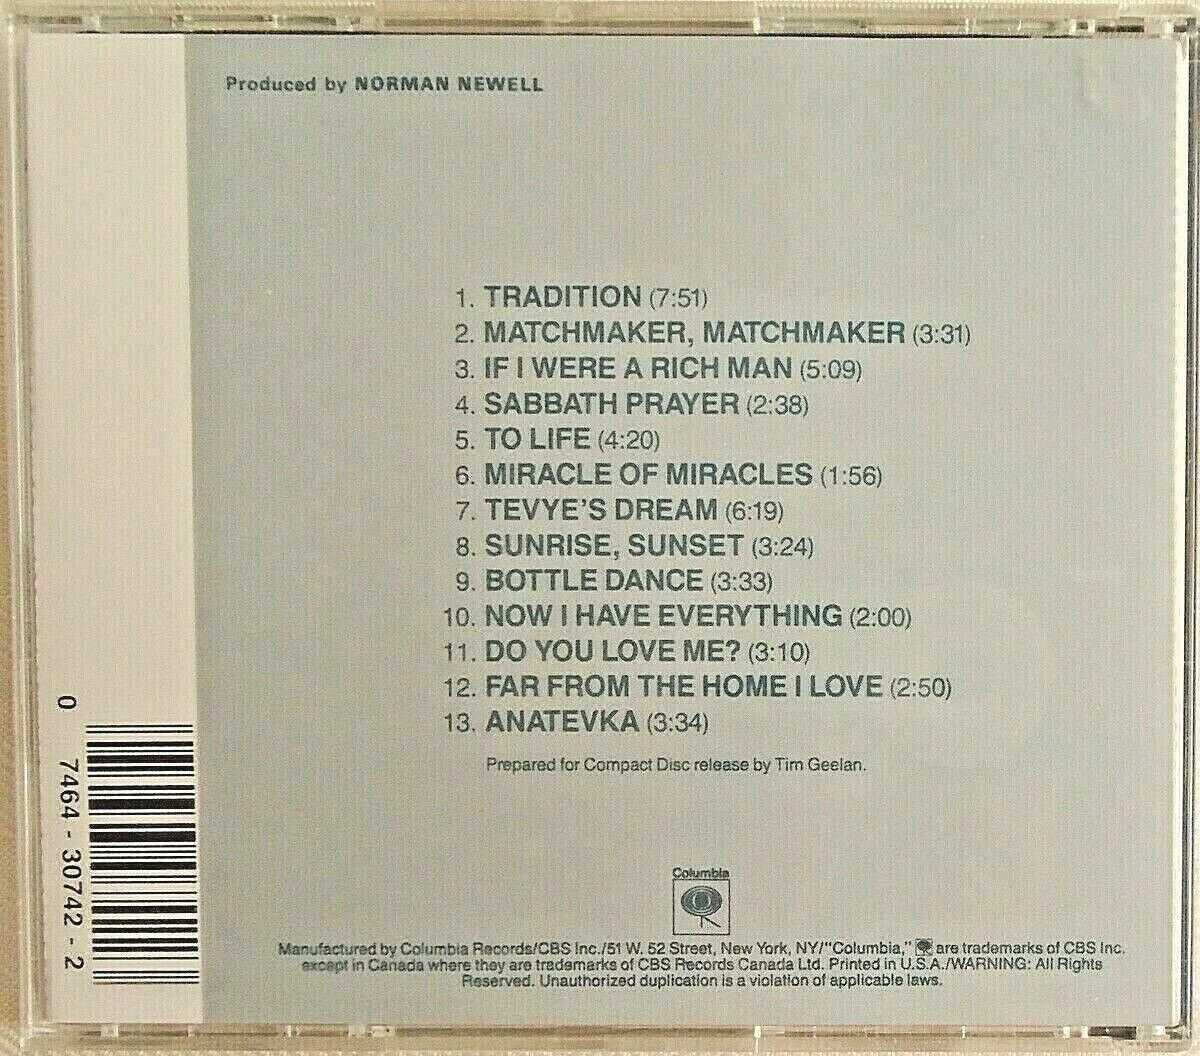 Produced by NORMAN NEWELL
1. TRADITION (7:51)
2. MATCHMAKER, MATCHMAKER (3:31)
3. IF I WERE A RICH MAN (5:09)
4. SABBATH PRAYER (2:38)
5. TO LIFE (4:20)
6. MIRACLE OF MIRACLES (1:56)
7. TEVYE'S DREAM (6:19)
8. SUNRISE, SUNSET (3:24)
9. BOTTLE DANCE (3:33)
10. NOW I HAVE EVERYTHING (2:00)
11. DO YOU LOVE ME? (3:10)
12. FAR FROM THE HOME I LOVE (2:50)
13. ANATEVKA (3:34)
Prepared for Compact Disc release by Tim Geelan.
0 7464-30742-2
Columbia
Manufactured by Columbia Records/CBS Inc./51 W. 52 Street, New York, NY/"Columbia," are trademarks of CBS Inc.
except in Canada where they are trademarks of CBS Records Canada Ltd. Printed in U.S.A./WARNING: All Rights
Reserved. Unauthorized duplication is a violation of applicable laws.